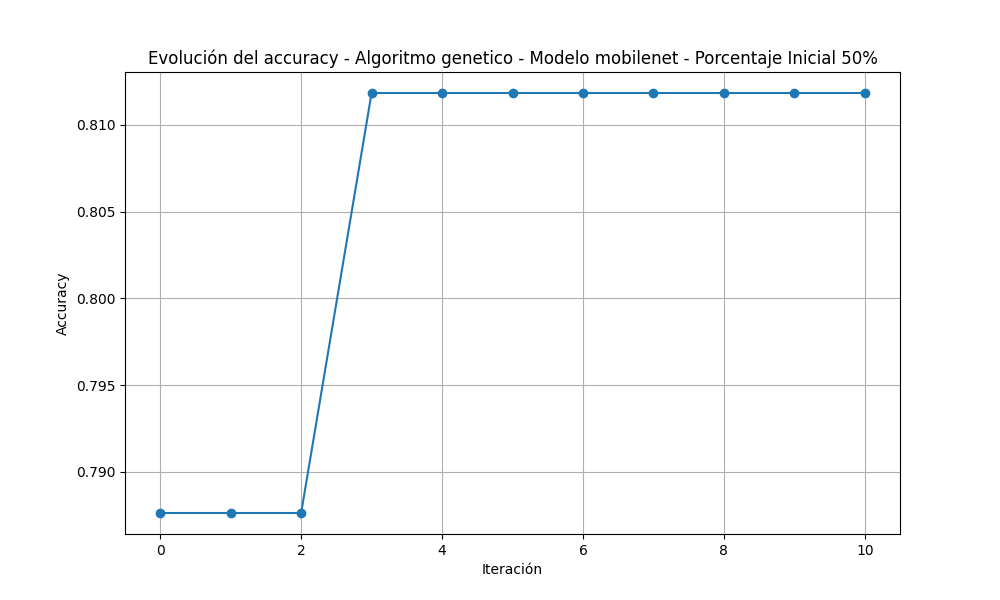 Evolución del accuracy - Algoritmo genetico - Modelo mobilenet - Porcentaje Inicial 50%
0.810
0.805
0.800
0.795
0.790
Accuracy
0 2 4 6 8 10
Iteración